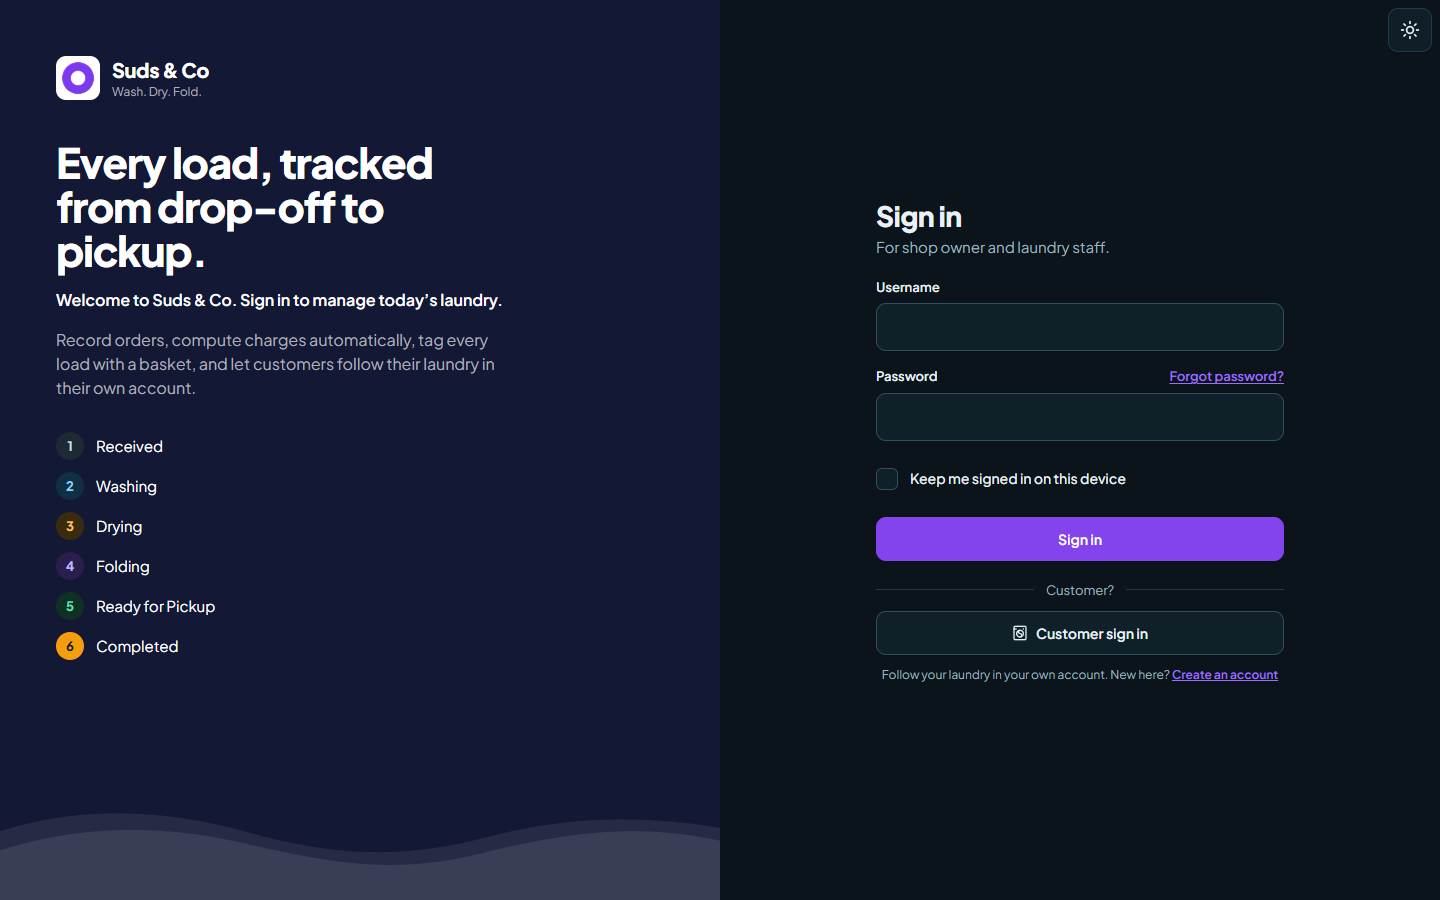 Suds & Co
Wash. Dry. Fold.
Every load, tracked
from drop-off to
pickup.
Welcome to Suds & Co. Sign in to manage today’s laundry.
Record orders, compute charges automatically, tag every
load with a basket, and let customers follow their laundry in
their own account.
1 Received
2 Washing
3 Drying
4 Folding
5 Ready for Pickup
6 Completed
Sign in
For shop owner and laundry staff.
Username
Password Forgot password?
Keep me signed in on this device
Sign in
Customer?
Customer sign in
Follow your laundry in your own account. New here? Create an account